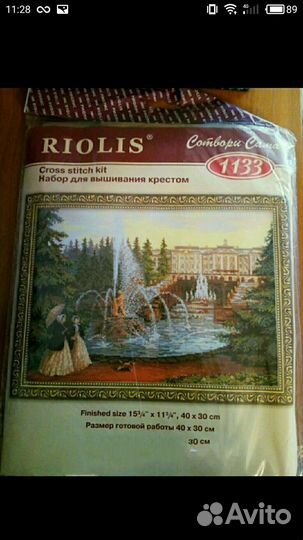 11:28
89
RIOLIS®
Сотвори Сама
1133
Cross stitch kit
Набор для вышивания крестом
Finished size 15¾" x 11¾", 40 x 30 cm
Размер готовой работы 40 x 30 см
30 см
Avito